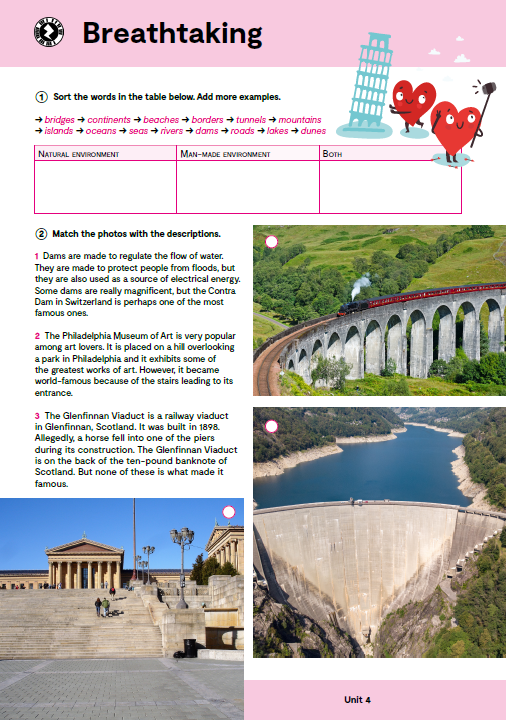 Breathtaking
1 Sort the words in the table below. Add more examples.
→ bridges → continents → beaches → borders → tunnels → mountains
→ islands → oceans → seas → rivers → dams → roads → lakes → dunes
Natural environment Man-made environment Both
2 Match the photos with the descriptions.
1 Dams are made to regulate the flow of water.
They are made to protect people from floods, but
they are also used as a source of electrical energy.
Some dams are really magnificent, but the Contra
Dam in Switzerland is perhaps one of the most
famous ones.
2 The Philadelphia Museum of Art is very popular
among art lovers. It is placed on a hill overlooking
a park in Philadelphia and it exhibits some of
the greatest works of art. However, it became
world-famous because of the stairs leading to its
entrance.
3 The Glenfinnan Viaduct is a railway viaduct
in Glenfinnan, Scotland. It was built in 1898.
Allegedly, a horse fell into one of the piers
during its construction. The Glenfinnan Viaduct
is on the back of the ten-pound banknote of
Scotland. But none of these is what made it
famous.
Unit 4